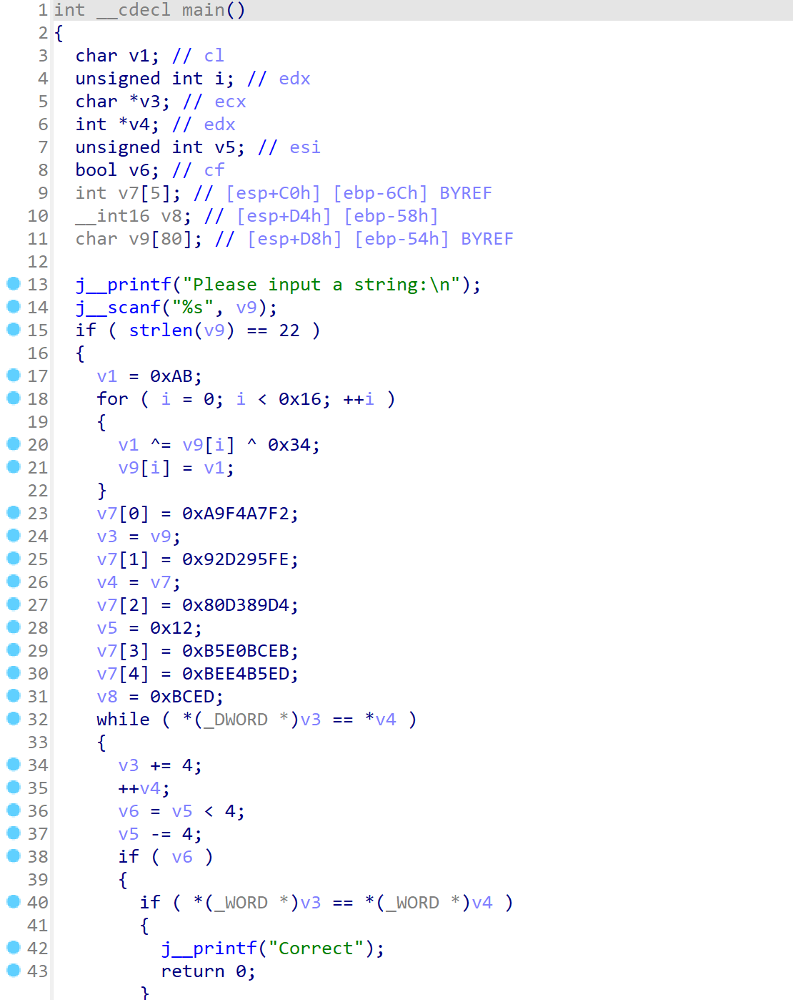 1 int __cdecl main()
2 {
3 char v1; // cl
4 unsigned int i; // edx
5 char *v3; // ecx
6 int *v4; // edx
7 unsigned int v5; // esi
8 bool v6; // cf
9 int v7[5]; // [esp+C0h] [ebp-6Ch] BYREF
10 __int16 v8; // [esp+D4h] [ebp-58h]
11 char v9[80]; // [esp+D8h] [ebp-54h] BYREF
12
13 j__printf("Please input a string:\n");
14 j__scanf("%s", v9);
15 if ( strlen(v9) == 22 )
16 {
17 v1 = 0xAB;
18 for ( i = 0; i < 0x16; ++i )
19 {
20 v1 ^= v9[i] ^ 0x34;
21 v9[i] = v1;
22 }
23 v7[0] = 0xA9F4A7F2;
24 v3 = v9;
25 v7[1] = 0x92D295FE;
26 v4 = v7;
27 v7[2] = 0x80D389D4;
28 v5 = 0x12;
29 v7[3] = 0xB5E0BCEB;
30 v7[4] = 0xBEE4B5ED;
31 v8 = 0xBCED;
32 while ( *(_DWORD *)v3 == *v4 )
33 {
34 v3 += 4;
35 ++v4;
36 v6 = v5 < 4;
37 v5 -= 4;
38 if ( v6 )
39 {
40 if ( *(_WORD *)v3 == *(_WORD *)v4 )
41 {
42 j__printf("Correct");
43 return 0;
}